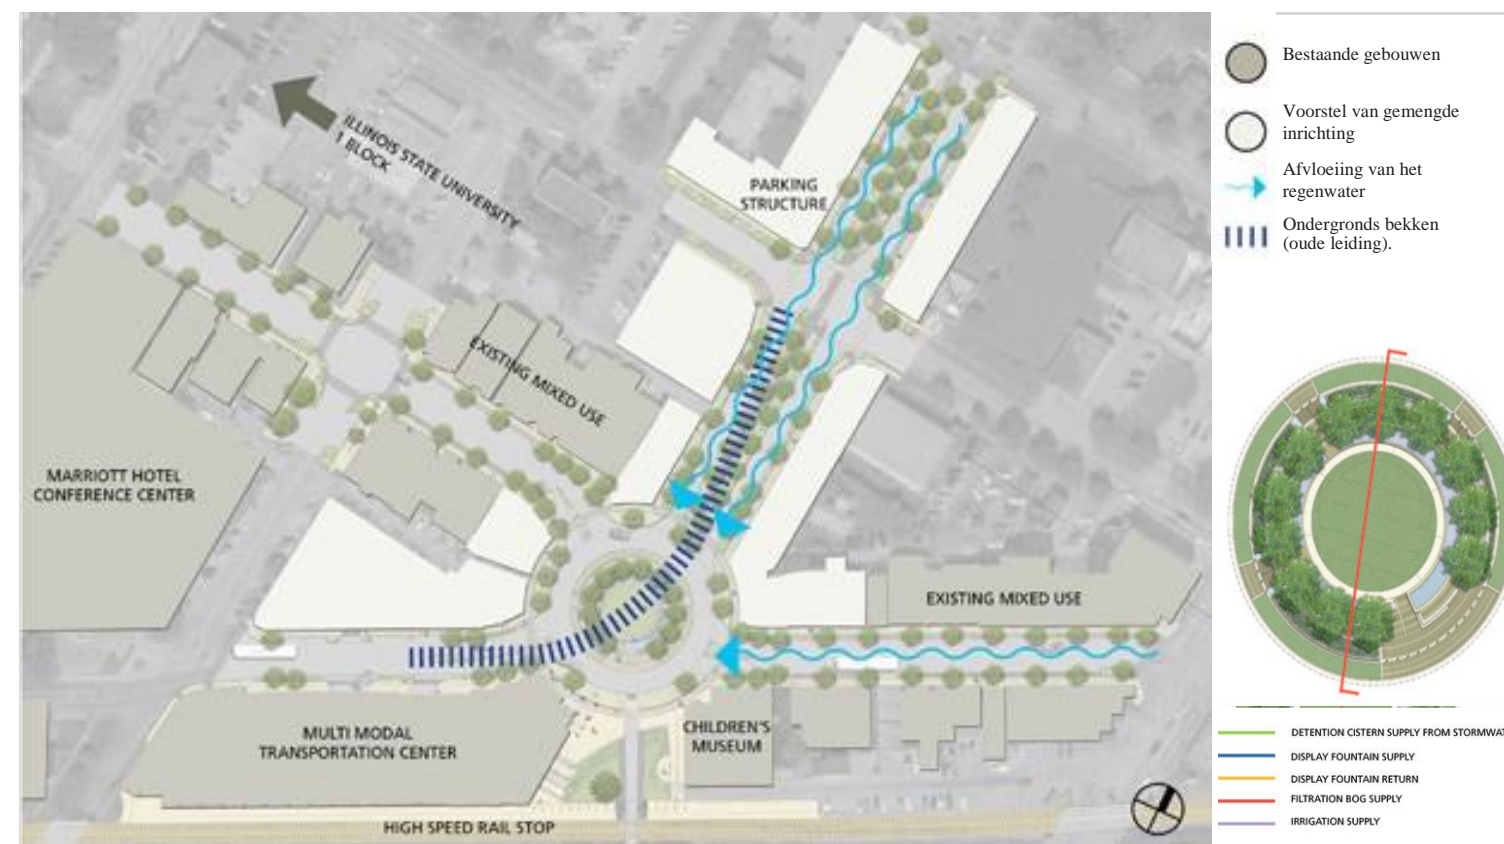 ILLINOIS STATE UNIVERSITY
1 BLOCK
PARKING
STRUCTURE
EXISTING MIXED USE
MARRIOTT HOTEL
CONFERENCE CENTER
EXISTING MIXED USE
MULTI MODAL
TRANSPORTATION CENTER
CHILDREN'S
MUSEUM
HIGH SPEED RAIL STOP
Bestaande gebouwen
Voorstel van gemengde
inrichting
Afvloeiing van het
regenwater
Ondergronds bekken
(oude leiding).
DETENTION CISTERN SUPPLY FROM STORMWAT
DISPLAY FOUNTAIN SUPPLY
DISPLAY FOUNTAIN RETURN
FILTRATION BOG SUPPLY
IRRIGATION SUPPLY